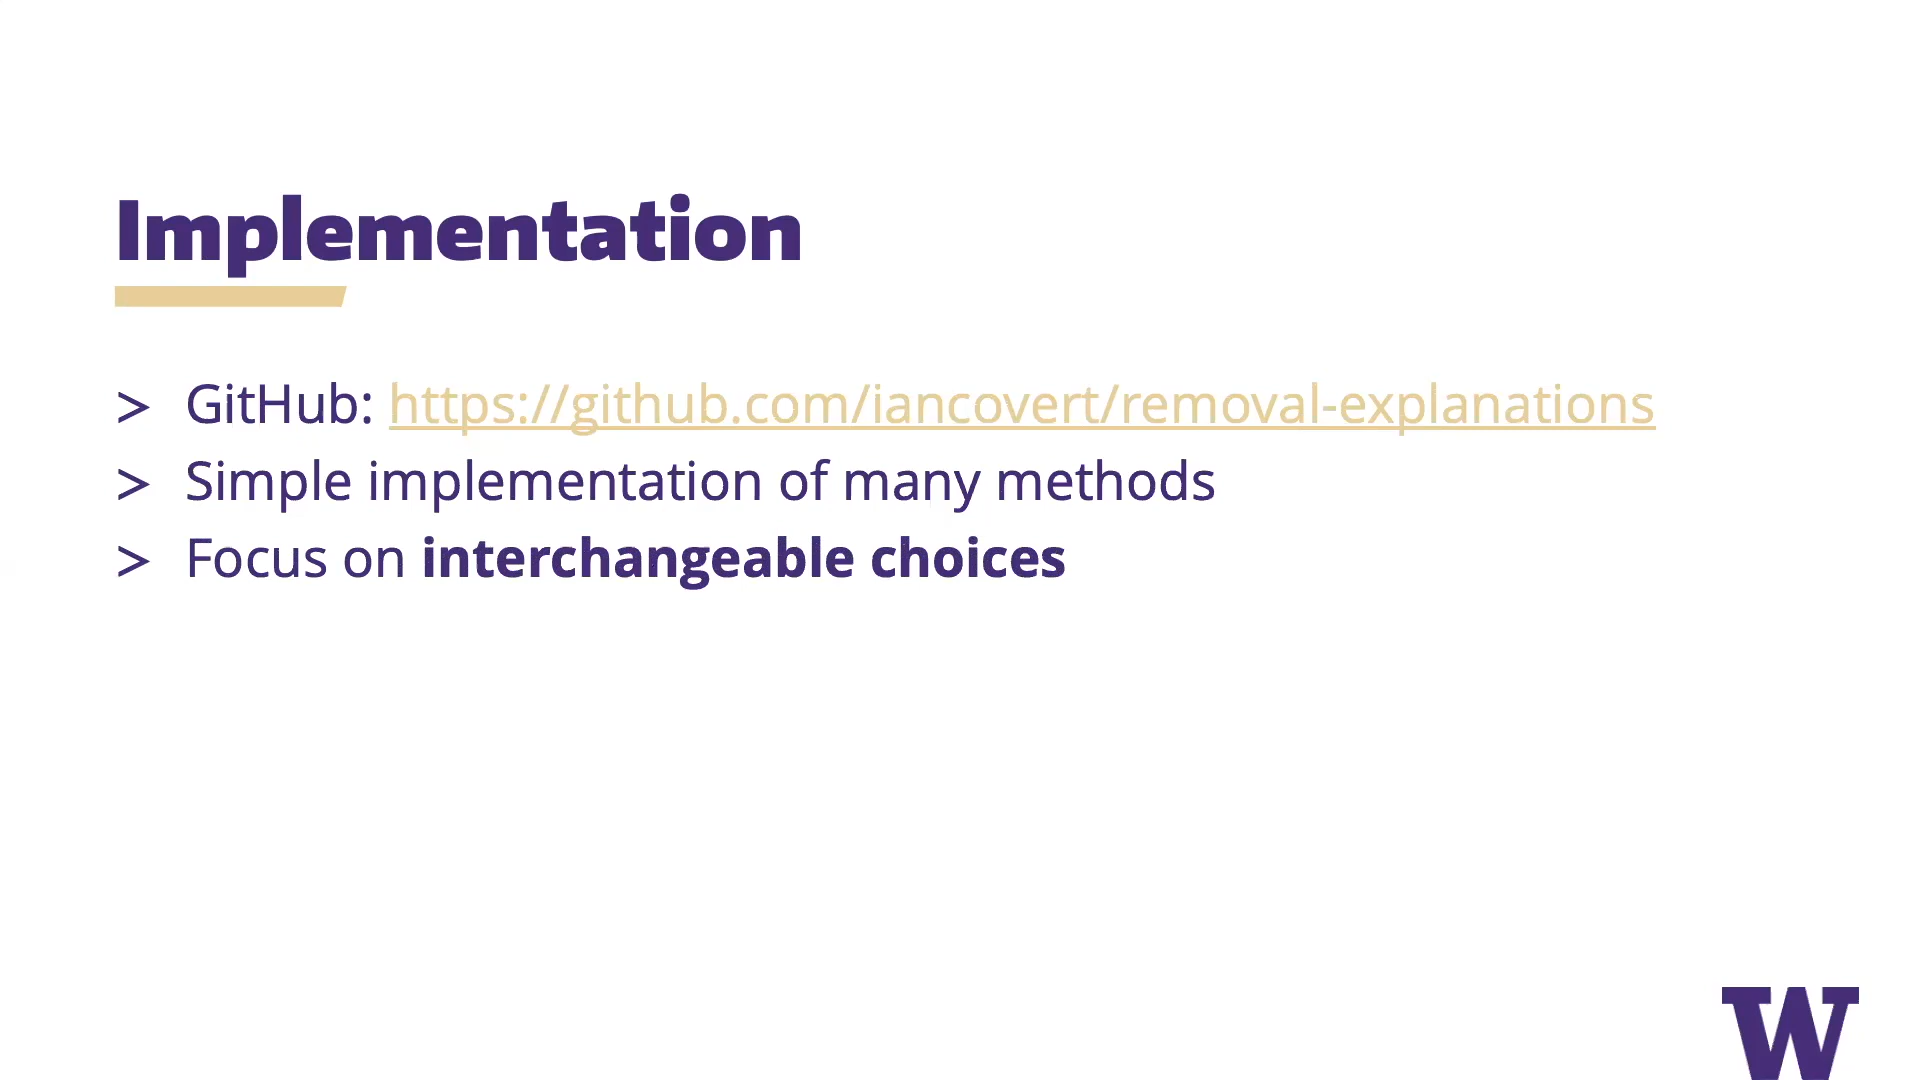 Implementation
> GitHub: https://github.com/iancovert/removal-explanations
> Simple implementation of many methods
> Focus on interchangeable choices
W